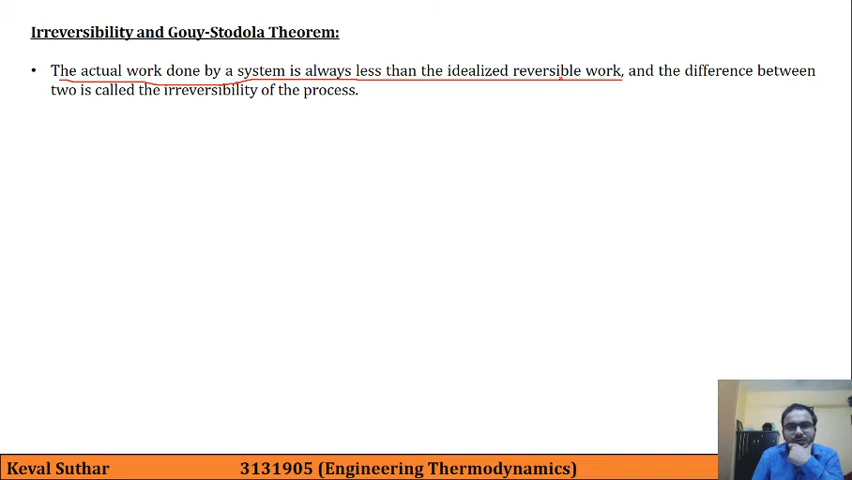 Irreversibility and Gouy-Stodola Theorem:
• The actual work done by a system is always less than the idealized reversible work, and the difference between
two is called the irreversibility of the process.
Keval Suthar 3131905 (Engineering Thermodynamics)